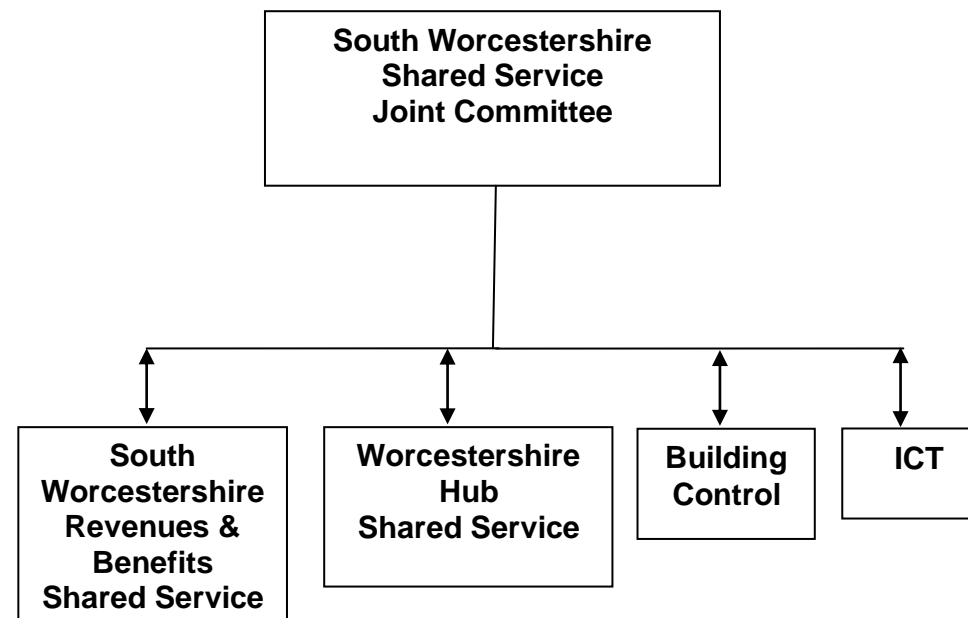 South Worcestershire
Shared Service
Joint Committee
South
Worcestershire
Revenues &
Benefits
Shared Service
Worcestershire
Hub
Shared Service
Building
Control
ICT